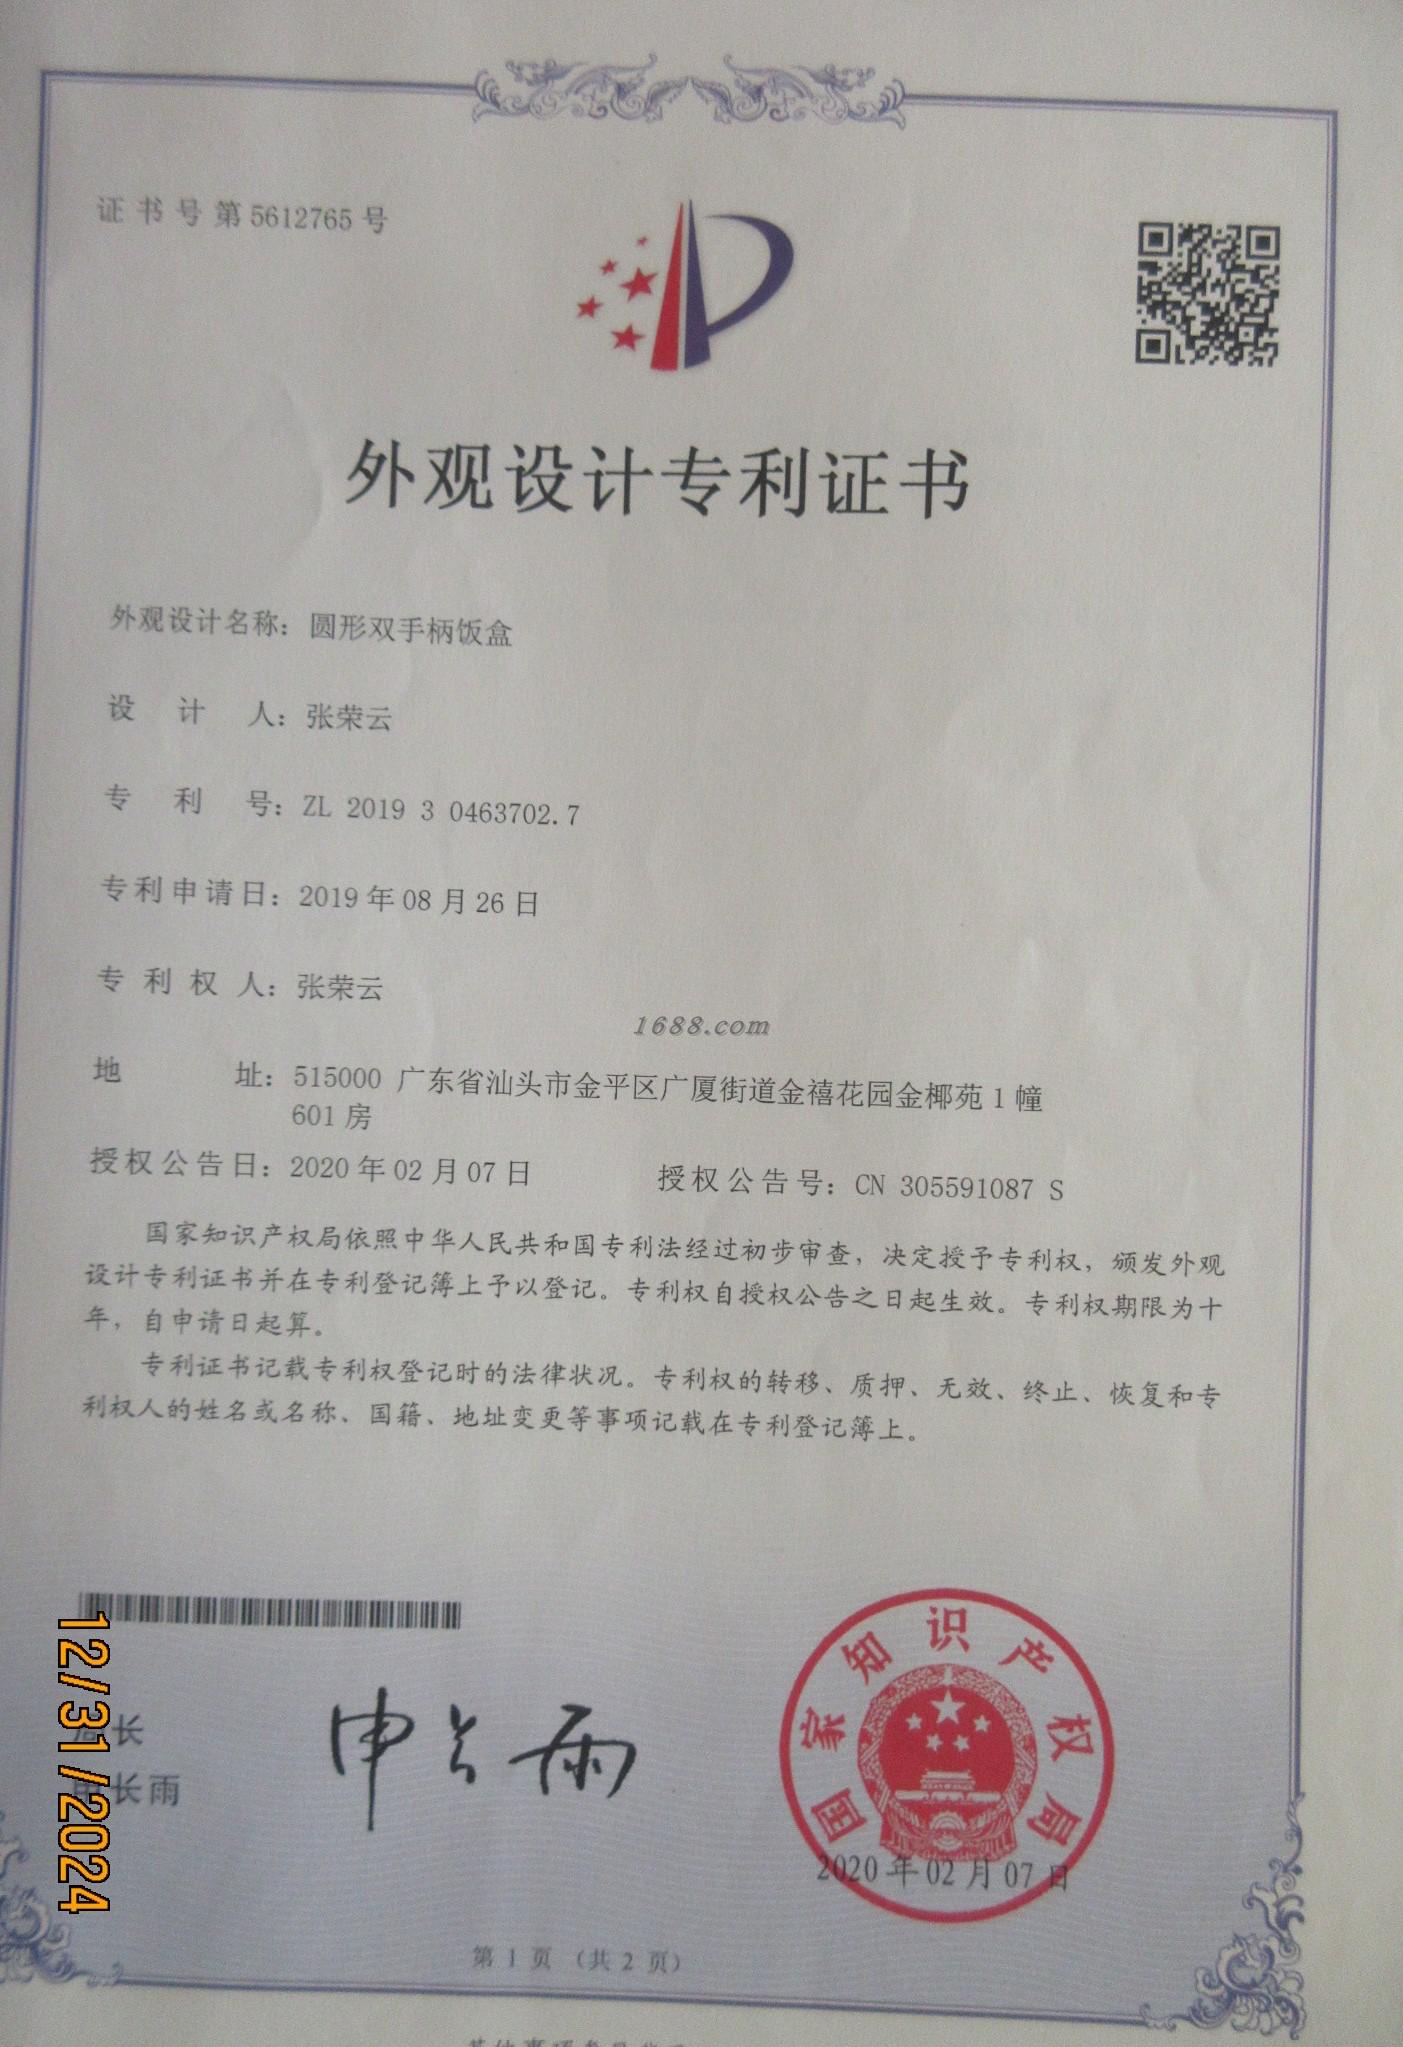 证书号第5612765号
外观设计专利证书
外观设计名称：圆形双手柄饭盒
设计人：张荣云
专利号：ZL 2019 3 0463702.7
专利申请日：2019年08月26日
专利权人：张荣云
1688.com
地址：515000 广东省汕头市金平区广厦街道金禧花园金椰苑1幢
601房
授权公告日：2020年02月07日 授权公告号：CN 305591087 S
国家知识产权局依照中华人民共和国专利法经过初步审查，决定授予专利权，颁发外观
设计专利证书并在专利登记簿上予以登记。专利权自授权公告之日起生效。专利权期限为十
年，自申请日起算。
专利证书记载专利权登记时的法律状况。专利权的转移、质押、无效、终止、恢复和专
利权人的姓名或名称、国籍、地址变更等事项记载在专利登记簿上。
局长
申长雨
申长雨
国家知识产权局
2020年02月07日
12/31/2024
第1页（共2页）